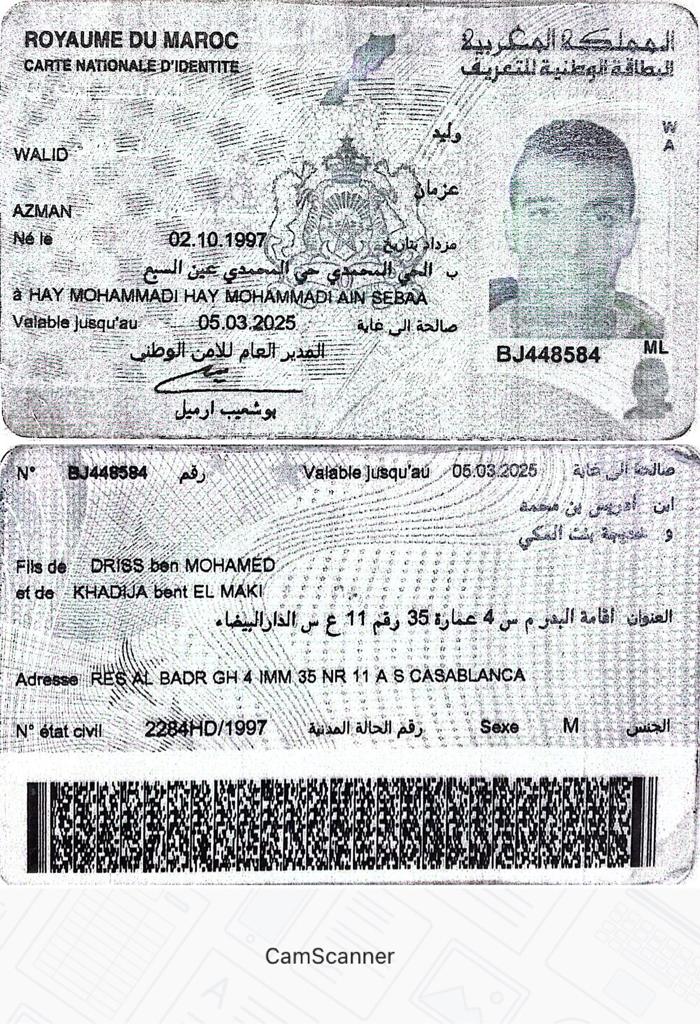 ROYAUME DU MAROC
المملكة المغربية
CARTE NATIONALE D'IDENTITE
البطاقة الوطنية للتعريف
وليد
WALID
عزمان
AZMAN
Né le 02.10.1997 مزداد بتاريخ
ب الحي المحمدي حي المحمدي عين السبع
à HAY MOHAMMADI HAY MOHAMMADI AIN SEBAA
Valable jusqu'au 05.03.2025 صالحة الى غاية
المدير العام للامن الوطني
بوشعيب ارميل
W
A
BJ448584
ML
N° BJ448584 رقم Valable jusqu'au 05.03.2025 صالحة الى غاية
ابن ادريس بن محمد
و خديجة بنت المكي
Fils de DRISS ben MOHAMED
et de KHADIJA bent EL MAKI
العنوان اقامة البدر م س 4 عمارة 35 رقم 11 ع س الدارالبيضاء
Adresse RES AL BADR GH 4 IMM 35 NR 11 A S CASABLANCA
N° état civil 2284HD/1997 رقم الحالة المدنية Sexe M الجنس
CamScanner